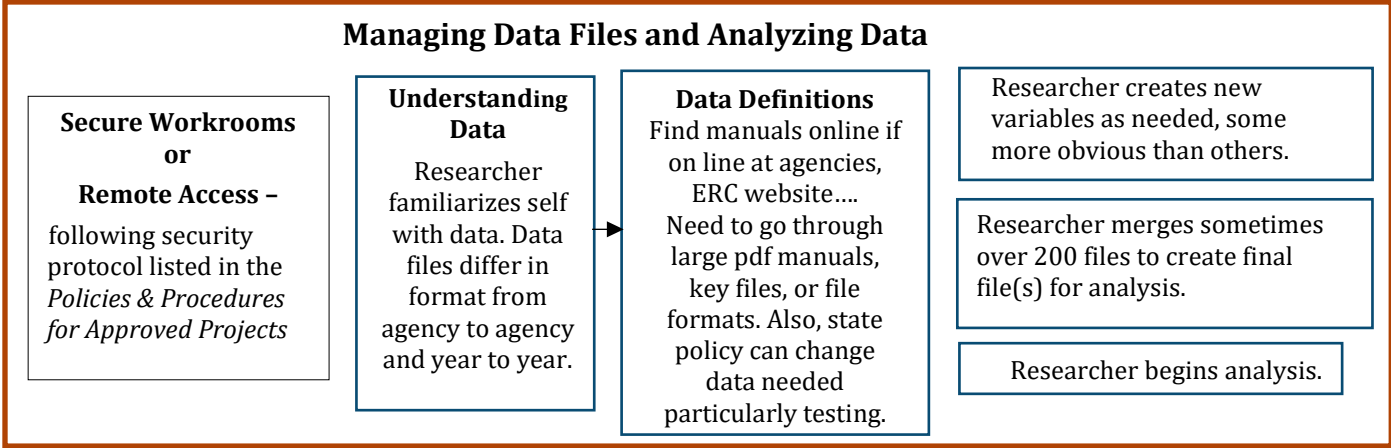 Managing Data Files and Analyzing Data
Secure Workrooms
or
Remote Access –
following security
protocol listed in the
Policies & Procedures
for Approved Projects
Understanding
Data
Researcher
familiarizes self
with data. Data
files differ in
format from
agency to agency
and year to year.
Data Definitions
Find manuals online if
on line at agencies,
ERC website….
Need to go through
large pdf manuals,
key files, or file
formats. Also, state
policy can change
data needed
particularly testing.
Researcher creates new
variables as needed, some
more obvious than others.
Researcher merges sometimes
over 200 files to create final
file(s) for analysis.
Researcher begins analysis.